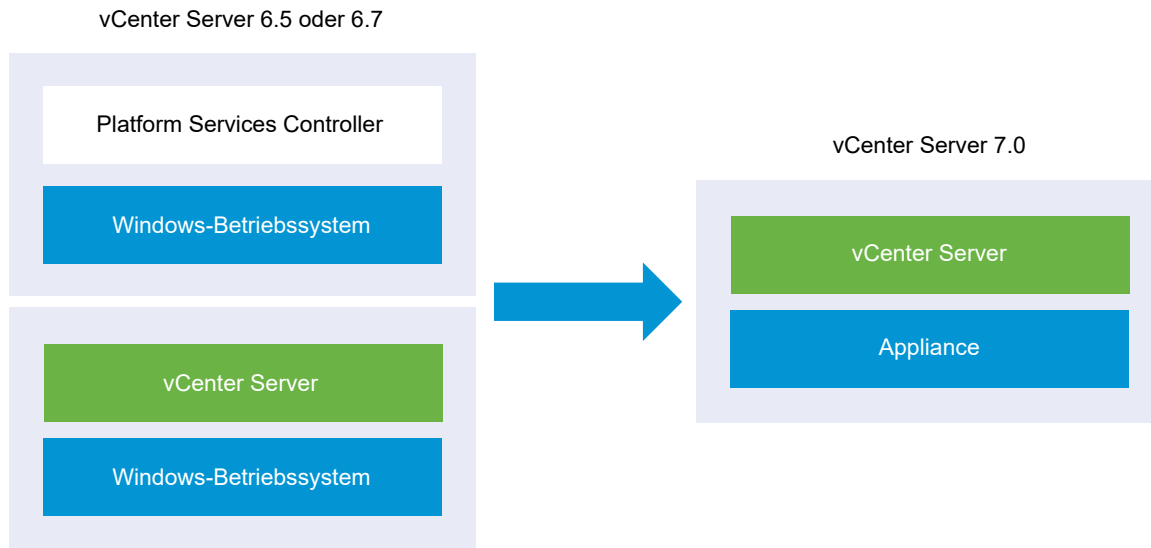 vCenter Server 6.5 oder 6.7
Platform Services Controller
Windows-Betriebssystem
vCenter Server
Windows-Betriebssystem
vCenter Server 7.0
vCenter Server
Appliance